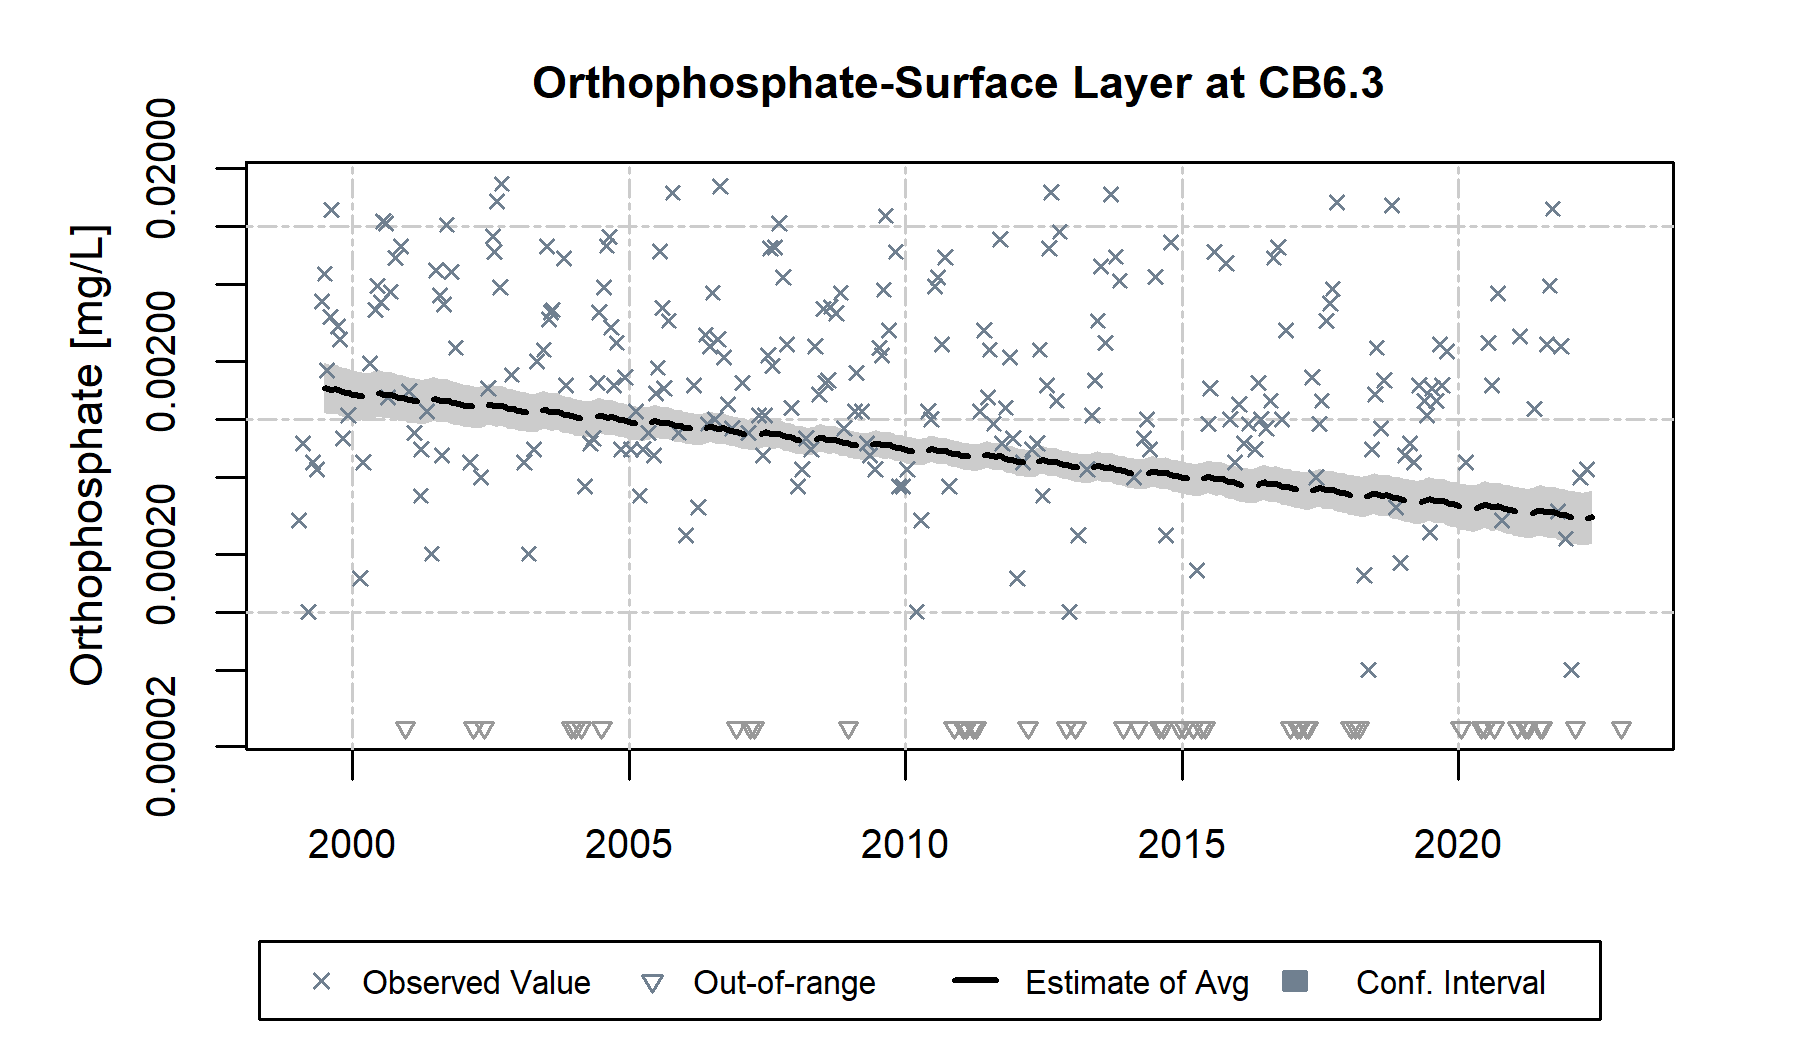 Orthophosphate-Surface Layer at CB6.3
Orthophosphate [mg/L]
0.02000
0.00200
0.00020
0.00002
2000 2005 2010 2015 2020
Observed Value Out-of-range Estimate of Avg Conf. Interval